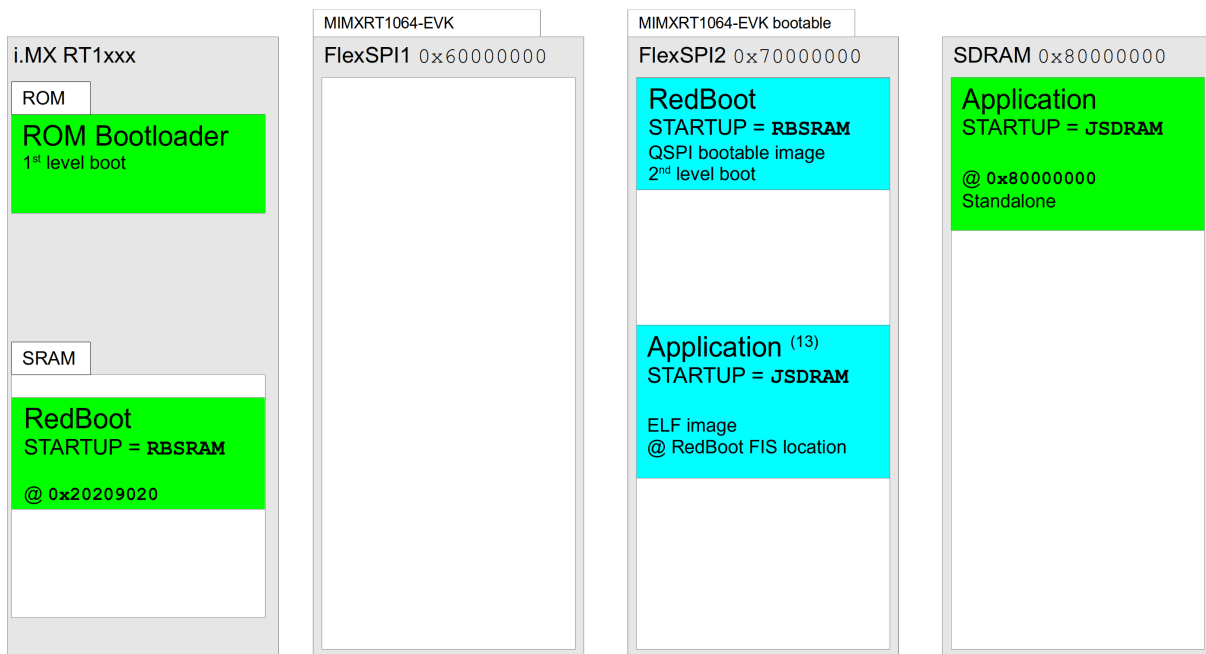 i.MX RT1xxx
ROM
ROM Bootloader
1st level boot
SRAM
RedBoot
STARTUP = RBSRAM
@ 0x20209020
MIMXRT1064-EVK
FlexSPI1 0x60000000
MIMXRT1064-EVK bootable
FlexSPI2 0x70000000
RedBoot
STARTUP = RBSRAM
QSPI bootable image
2nd level boot
Application (13)
STARTUP = JSDRAM
ELF image
@ RedBoot FIS location
SDRAM 0x80000000
Application
STARTUP = JSDRAM
@ 0x80000000
Standalone